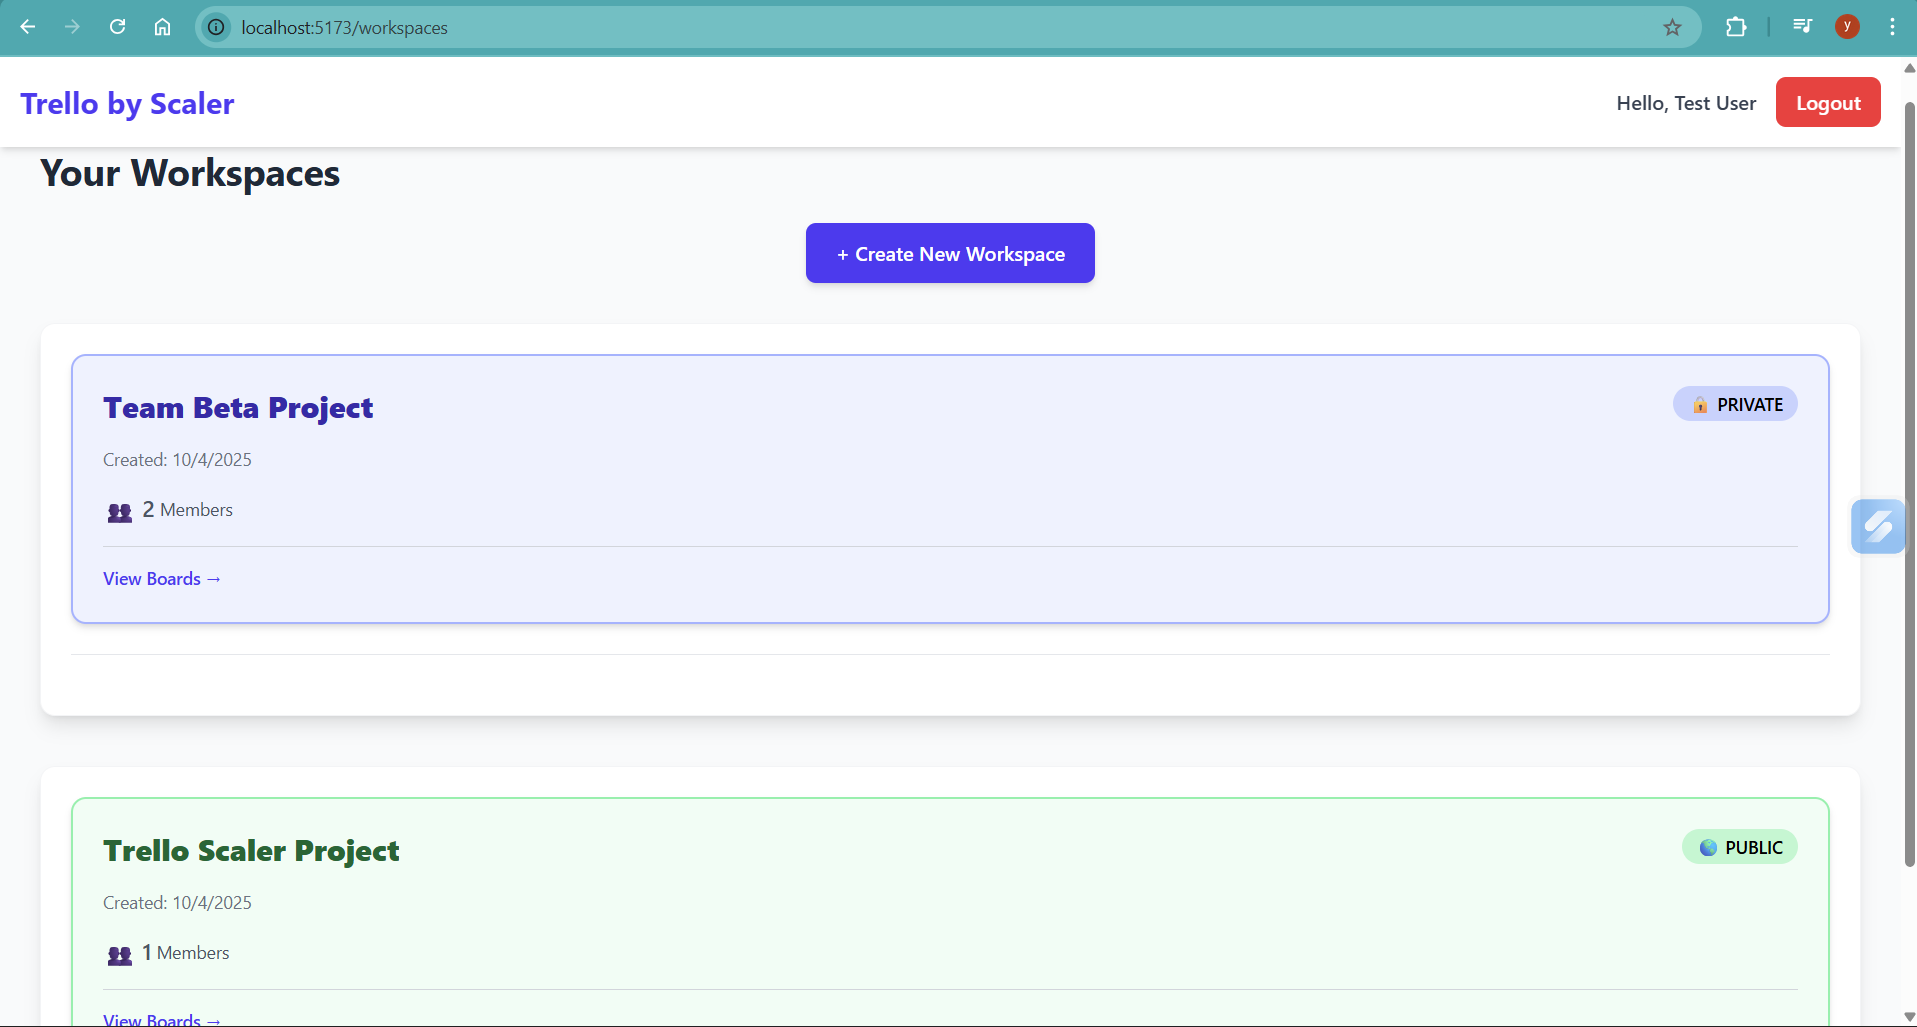 localhost:5173/workspaces
y
Trello by Scaler
Hello, Test User
Logout
Your Workspaces
+ Create New Workspace
Team Beta Project
🔒 PRIVATE
Created: 10/4/2025
👥 2 Members
View Boards →
Trello Scaler Project
🌎 PUBLIC
Created: 10/4/2025
👥 1 Members
View Boards →